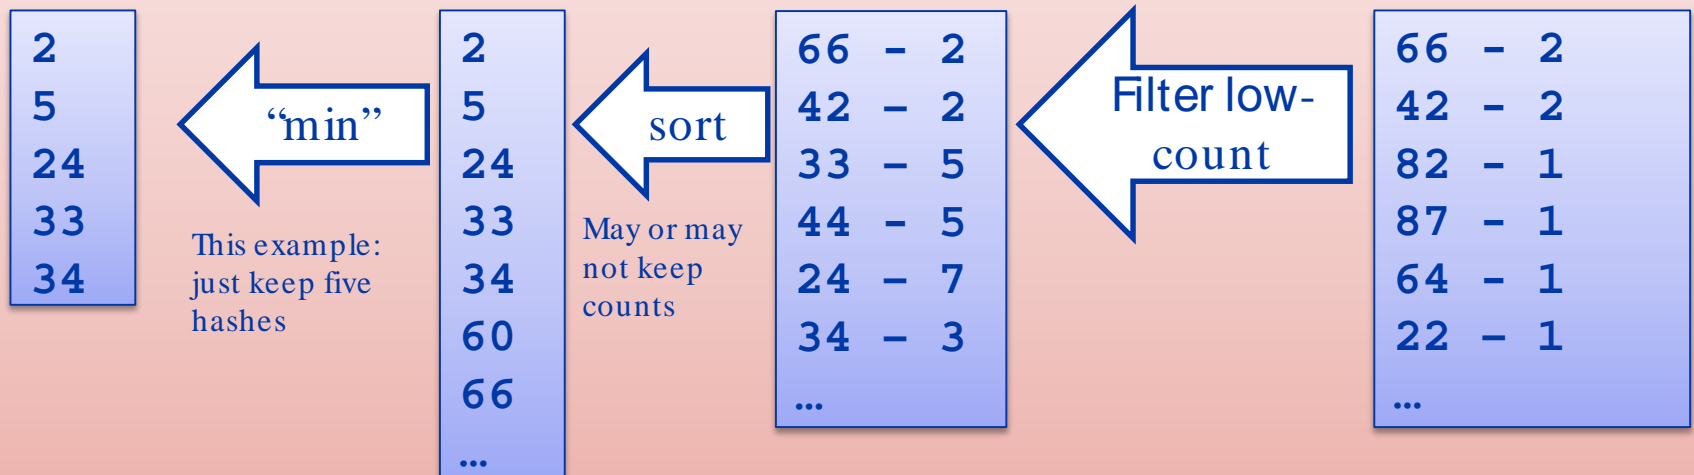 2
5
24
33
34
“min”
This example:
just keep five
hashes
2
5
24
33
34
60
66
…
sort
May or may
not keep
counts
66 – 2
42 – 2
33 – 5
44 – 5
24 – 7
34 – 3
…
Filter low-
count
66 – 2
42 – 2
82 – 1
87 – 1
64 – 1
22 – 1
…